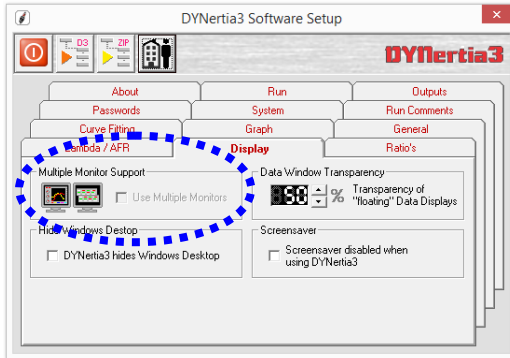 DYNertia3 Software Setup
D3
ZIP
DYNertia3
About
Run
Outputs
Passwords
System
Run Comments
Curve Fitting
Graph
General
Lambda / AFR
Display
Ratio's
Multiple Monitor Support
Use Multiple Monitors
Data Window Transparency
50 %
Transparency of
"floating" Data Displays
Hide Windows Destop
DYNertia3 hides Windows Desktop
Screensaver
Screensaver disabled when
using DYNertia3